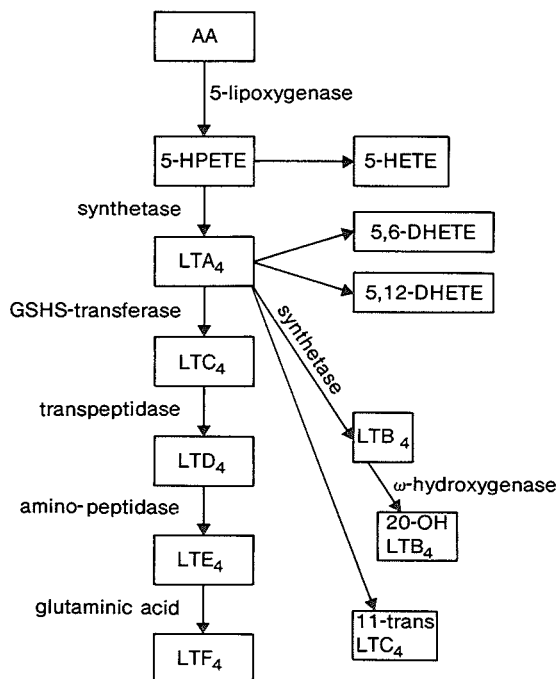 AA
5-lipoxygenase
5-HPETE
5-HETE
synthetase
5,6-DHETE
LTA₄
5,12-DHETE
GSHS-transferase
synthetase
LTC₄
transpeptidase
LTB₄
LTD₄
ω-hydroxygenase
amino-peptidase
20-OH
LTB₄
LTE₄
glutaminic acid
11-trans
LTC₄
LTF₄